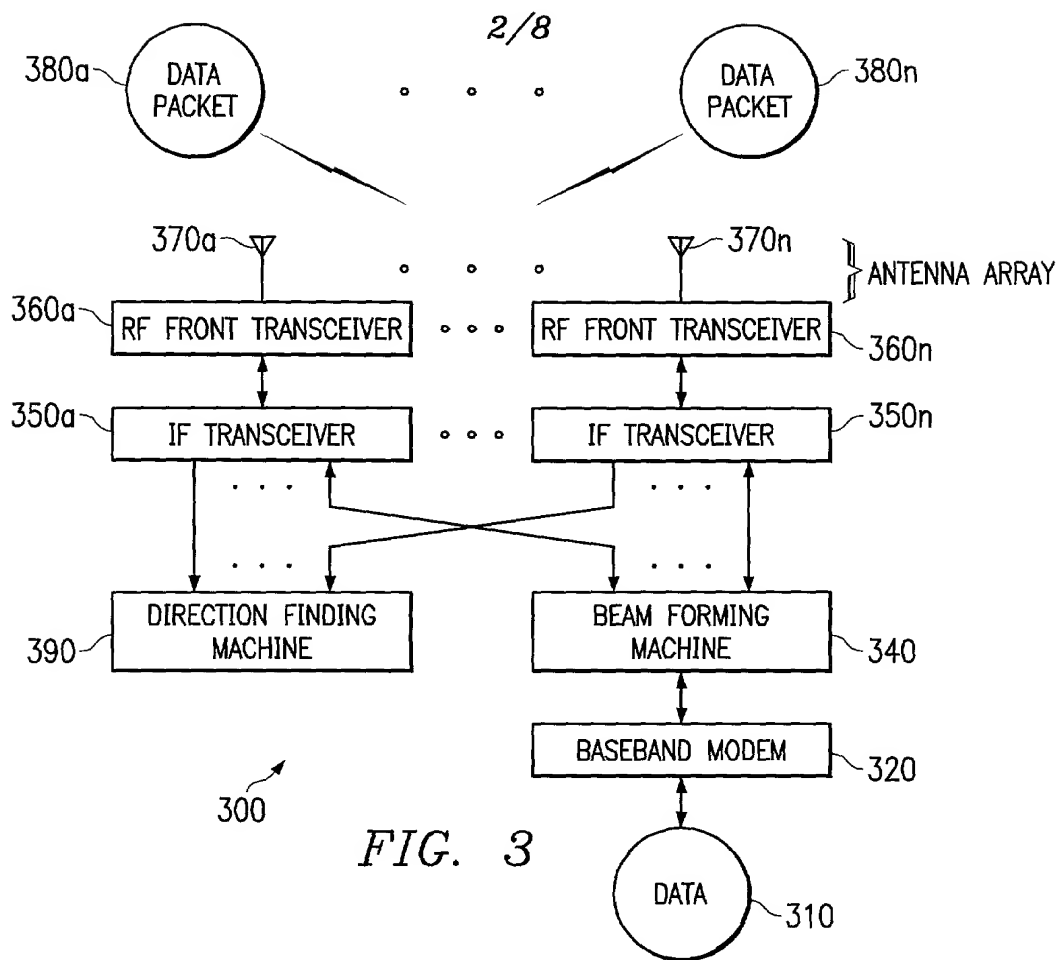 2/8
380a
DATA
PACKET
DATA
PACKET
380n
370a
370n
ANTENNA ARRAY
360a
RF FRONT TRANSCEIVER
RF FRONT TRANSCEIVER
360n
350a
IF TRANSCEIVER
IF TRANSCEIVER
350n
390
DIRECTION FINDING
MACHINE
BEAM FORMING
MACHINE
340
BASEBAND MODEM
320
300
FIG. 3
DATA
310